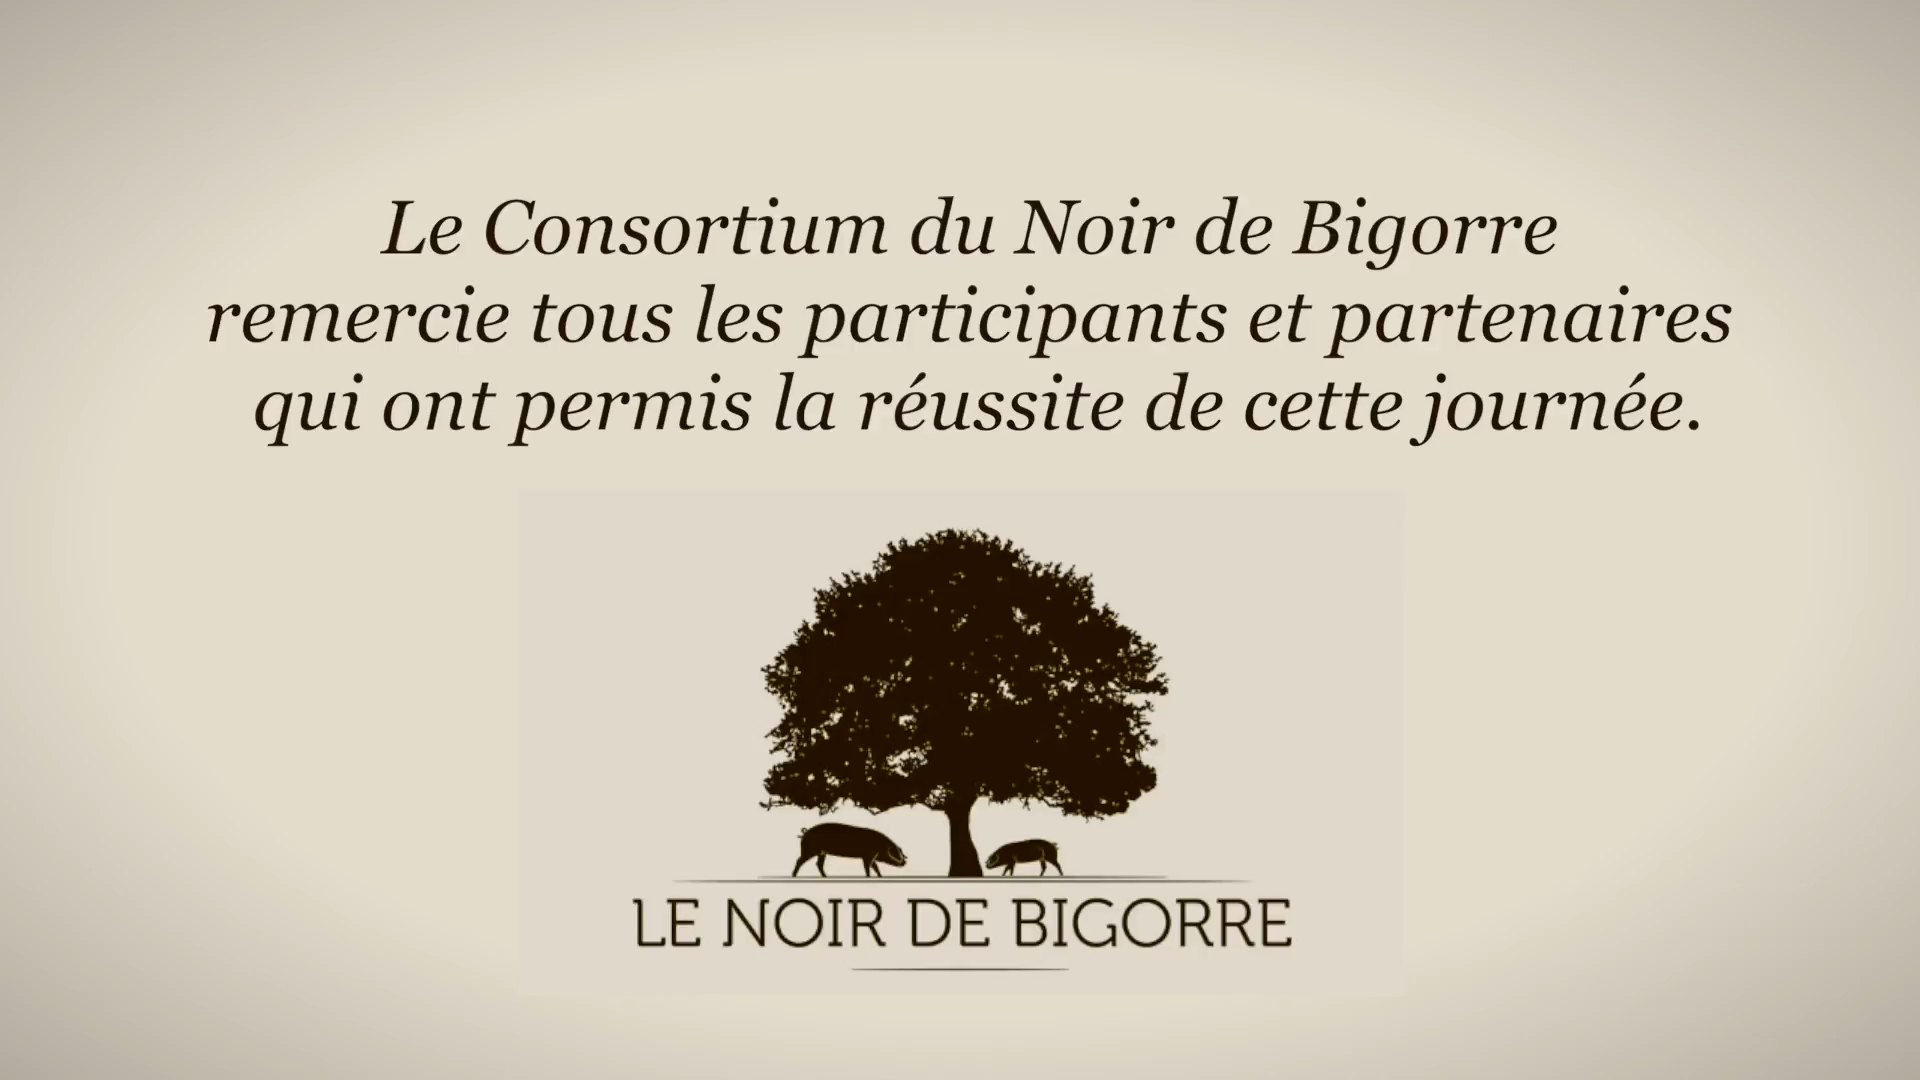 Le Consortium du Noir de Bigorre
remercie tous les participants et partenaires
qui ont permis la réussite de cette journée.
LE NOIR DE BIGORRE